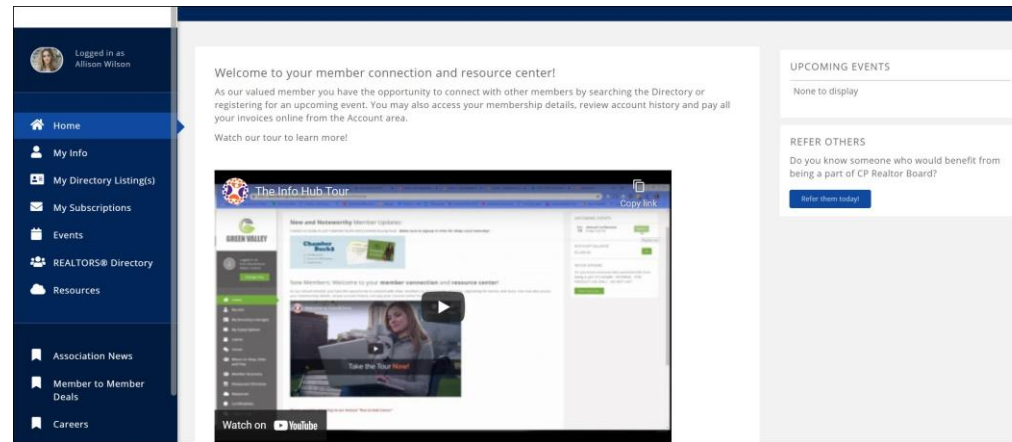 Logged in as
Allison Wilson
Home
My Info
My Directory Listing(s)
My Subscriptions
Events
REALTORS® Directory
Resources
Association News
Member to Member
Deals
Careers
Welcome to your member connection and resource center!
As our valued member you have the opportunity to connect with other members by searching the Directory or
registering for an upcoming event. You may also access your membership details, review account history and pay all
your invoices online from the Account area.
Watch our tour to learn more!
The Info Hub Tour
Copy link
GREEN VALLEY
New and Noteworthy Member Updates:
Chamber
Bucks
New Members: Welcome to your member connection and resource center!
Take the Tour Now!
Watch on YouTube
UPCOMING EVENTS
None to display
REFER OTHERS
Do you know someone who would benefit from
being a part of CP Realtor Board?
Refer them today!